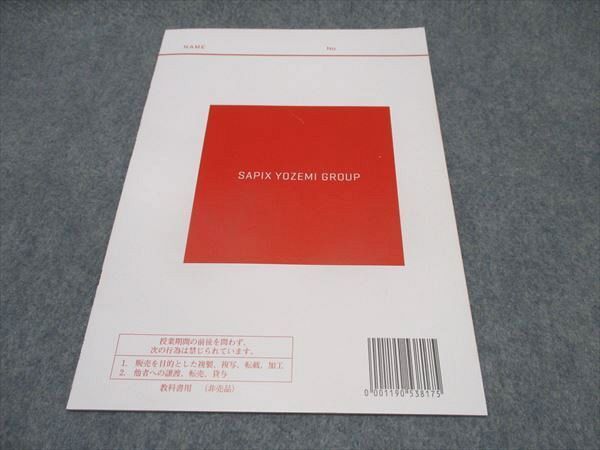 NAME No
SAPIX YOZEMI GROUP
授業期間の前後を問わず、
次の行為は禁じられています。
1. 販売を目的とした複製、複写、転載、加工
2. 他者への譲渡、転売、貸与
教科書用 （非売品）
0 001190 538175